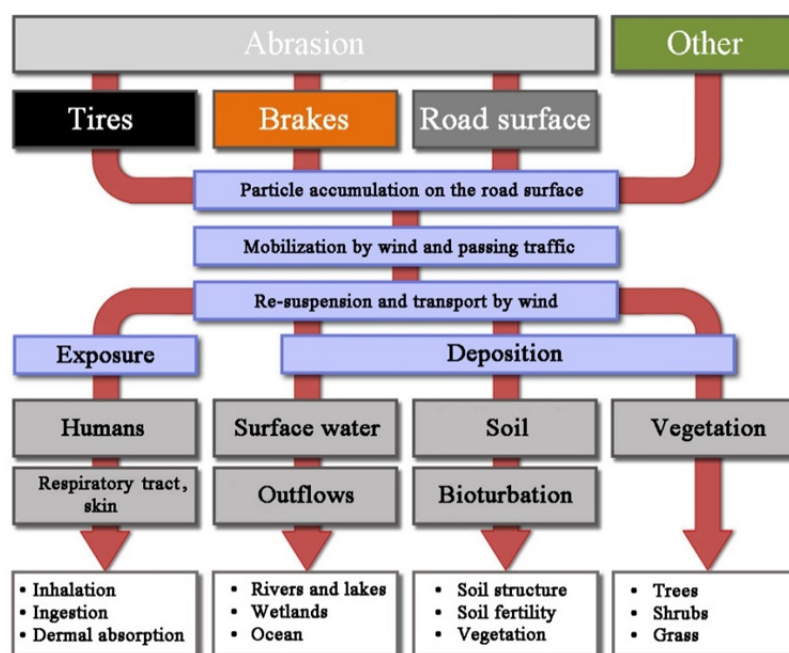 Abrasion
Other
Tires
Brakes
Road surface
Particle accumulation on the road surface
Mobilization by wind and passing traffic
Re-suspension and transport by wind
Exposure
Deposition
Humans
Surface water
Soil
Vegetation
Respiratory tract,
skin
Outflows
Bioturbation
• Inhalation
• Ingestion
• Dermal absorption
• Rivers and lakes
• Wetlands
• Ocean
• Soil structure
• Soil fertility
• Vegetation
• Trees
• Shrubs
• Grass